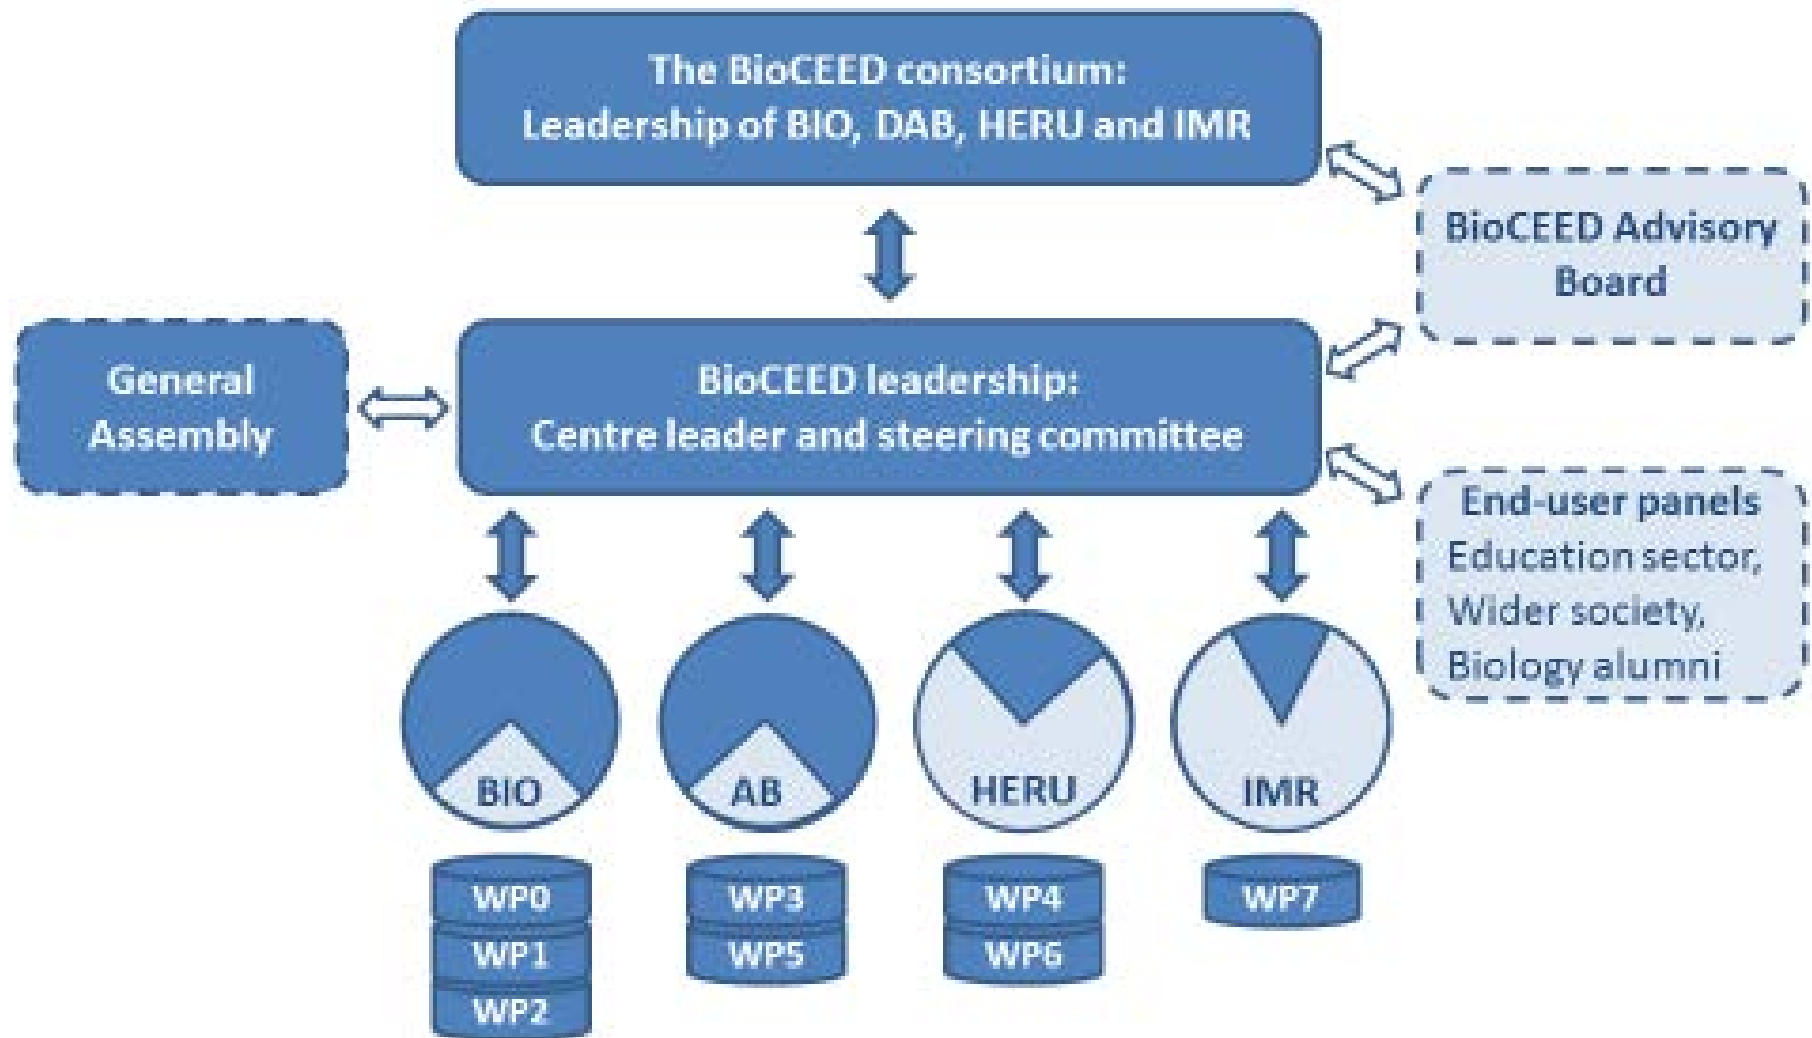 The BioCEED consortium:
Leadership of BIO, DAB, HERU and IMR
BioCEED Advisory
Board
General
Assembly
BioCEED leadership:
Centre leader and steering committee
End-user panels
Education sector,
Wider society,
Biology alumni
BIO
AB
HERU
IMR
WP0
WP1
WP2
WP3
WP5
WP4
WP6
WP7